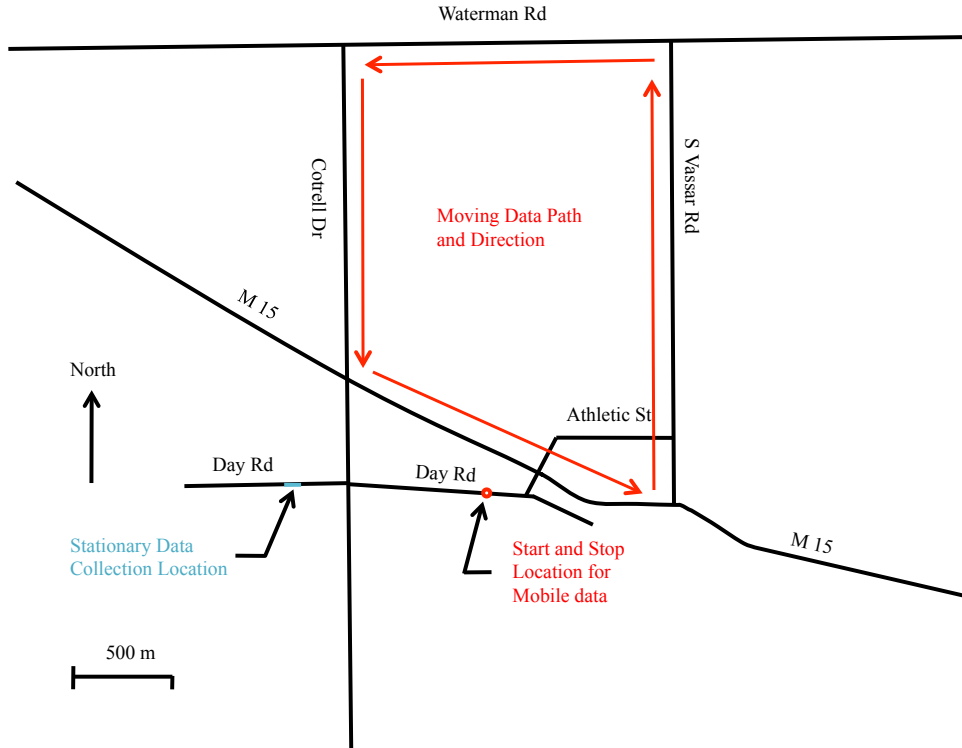 Waterman Rd
Cotrell Dr
S Vassar Rd
Moving Data Path
and Direction
M 15
North
Athletic St
Day Rd
Day Rd
Stationary Data
Collection Location
Start and Stop
Location for
Mobile data
M 15
500 m